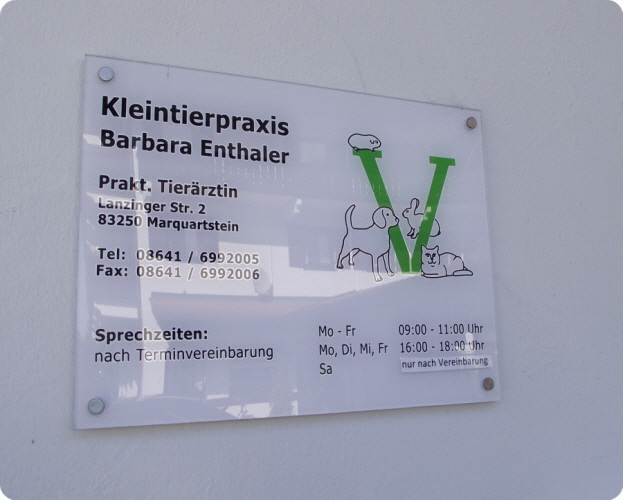 Kleintierpraxis
Barbara Enthaler
Prakt. Tierärztin
Lanzinger Str. 2
83250 Marquartstein
Tel: 08641 / 6992005
Fax: 08641 / 6992006
V
Sprechzeiten:
nach Terminvereinbarung
Mo - Fr 09:00 - 11:00 Uhr
Mo, Di, Mi, Fr 16:00 - 18:00 Uhr
Sa nur nach Vereinbarung